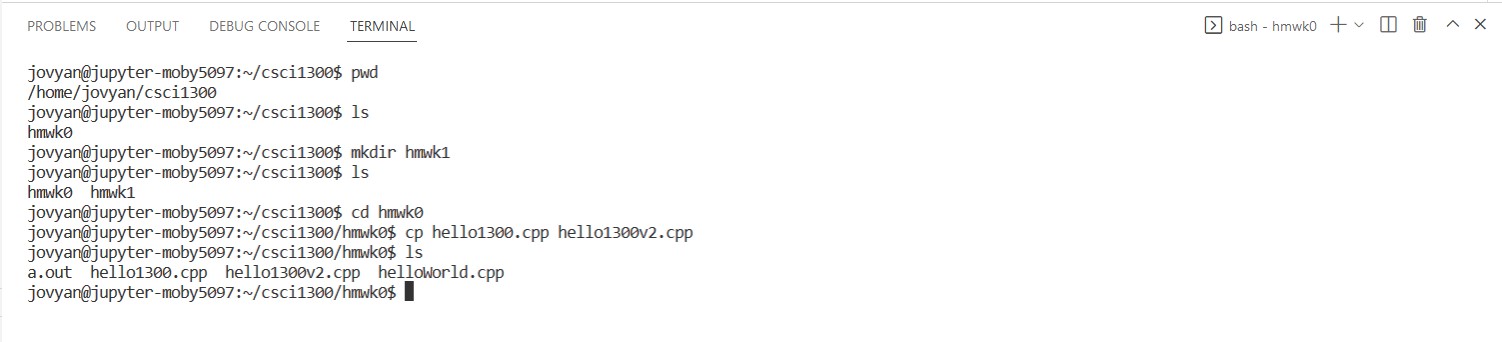 PROBLEMS OUTPUT DEBUG CONSOLE TERMINAL bash - hmwk0
jovyan@jupyter-moby5097:~/csci1300$ pwd
/home/jovyan/csci1300
jovyan@jupyter-moby5097:~/csci1300$ ls
hmwk0
jovyan@jupyter-moby5097:~/csci1300$ mkdir hmwk1
jovyan@jupyter-moby5097:~/csci1300$ ls
hmwk0  hmwk1
jovyan@jupyter-moby5097:~/csci1300$ cd hmwk0
jovyan@jupyter-moby5097:~/csci1300/hmwk0$ cp hello1300.cpp hello1300v2.cpp
jovyan@jupyter-moby5097:~/csci1300/hmwk0$ ls
a.out  hello1300.cpp  hello1300v2.cpp  helloWorld.cpp
jovyan@jupyter-moby5097:~/csci1300/hmwk0$